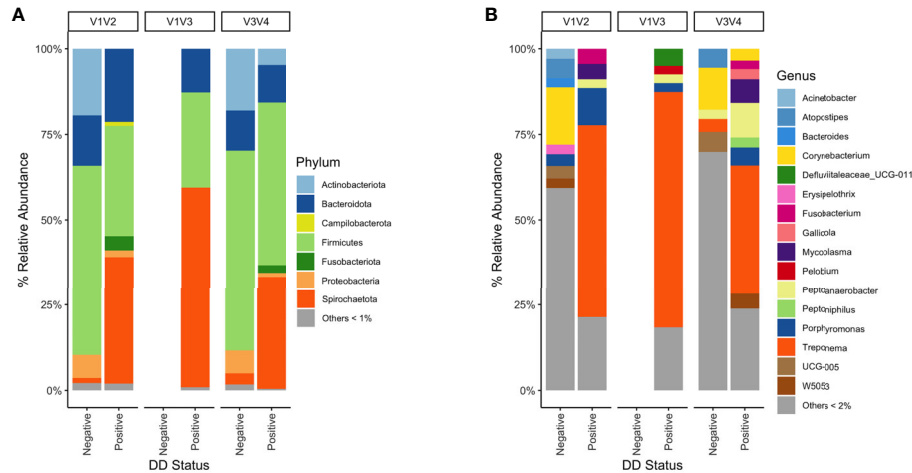 A
V1V2 V1V3 V3V4
100%
75%
50%
25%
0%
% Relative Abundance
Negative Positive Negative Positive Negative Positive
DD Status
Phylum
Actinobacteriota
Bacteroidota
Campilobacterota
Firmicutes
Fusobacteriota
Proteobacteria
Spirochaetota
Others < 1%
B
V1V2 V1V3 V3V4
100%
75%
50%
25%
0%
% Relative Abundance
Negative Positive Negative Positive Negative Positive
DD Status
Genus
Acinetobacter
Atopostipes
Bacteroides
Corynebacterium
Defluviitaleaceae_UCG-011
Erysipelothrix
Fusobacterium
Gallicola
Mycoplasma
Pelobium
Peptoanaerobacter
Peptoniphilus
Porphyromonas
Treponema
UCG-005
W5053
Others < 2%